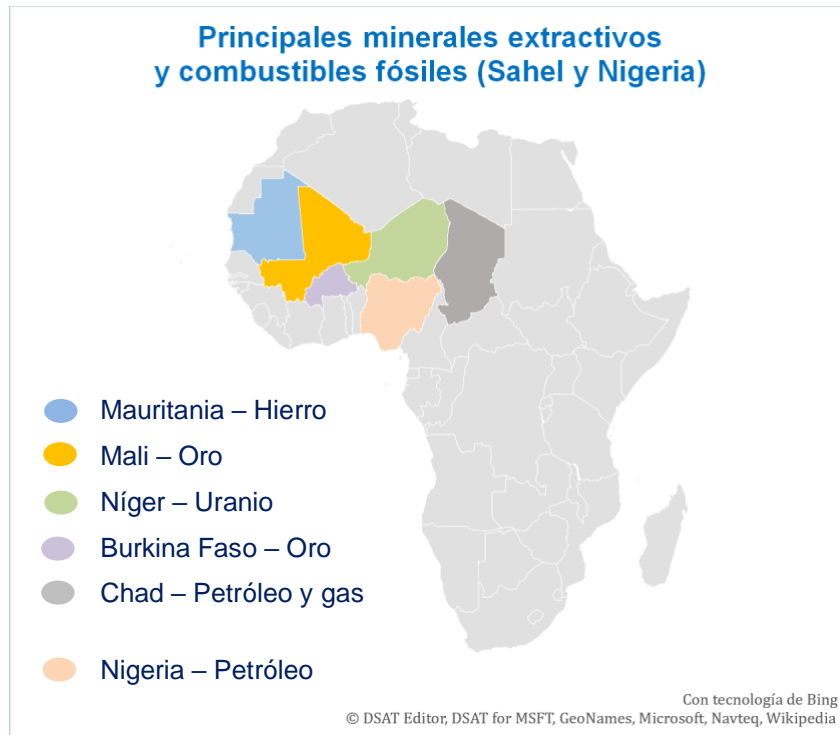 Principales minerales extractivos
y combustibles fósiles (Sahel y Nigeria)
Mauritania – Hierro
Mali – Oro
Níger – Uranio
Burkina Faso – Oro
Chad – Petróleo y gas
Nigeria – Petróleo
Con tecnología de Bing
© DSAT Editor, DSAT for MSFT, GeoNames, Microsoft, Navteq, Wikipedia